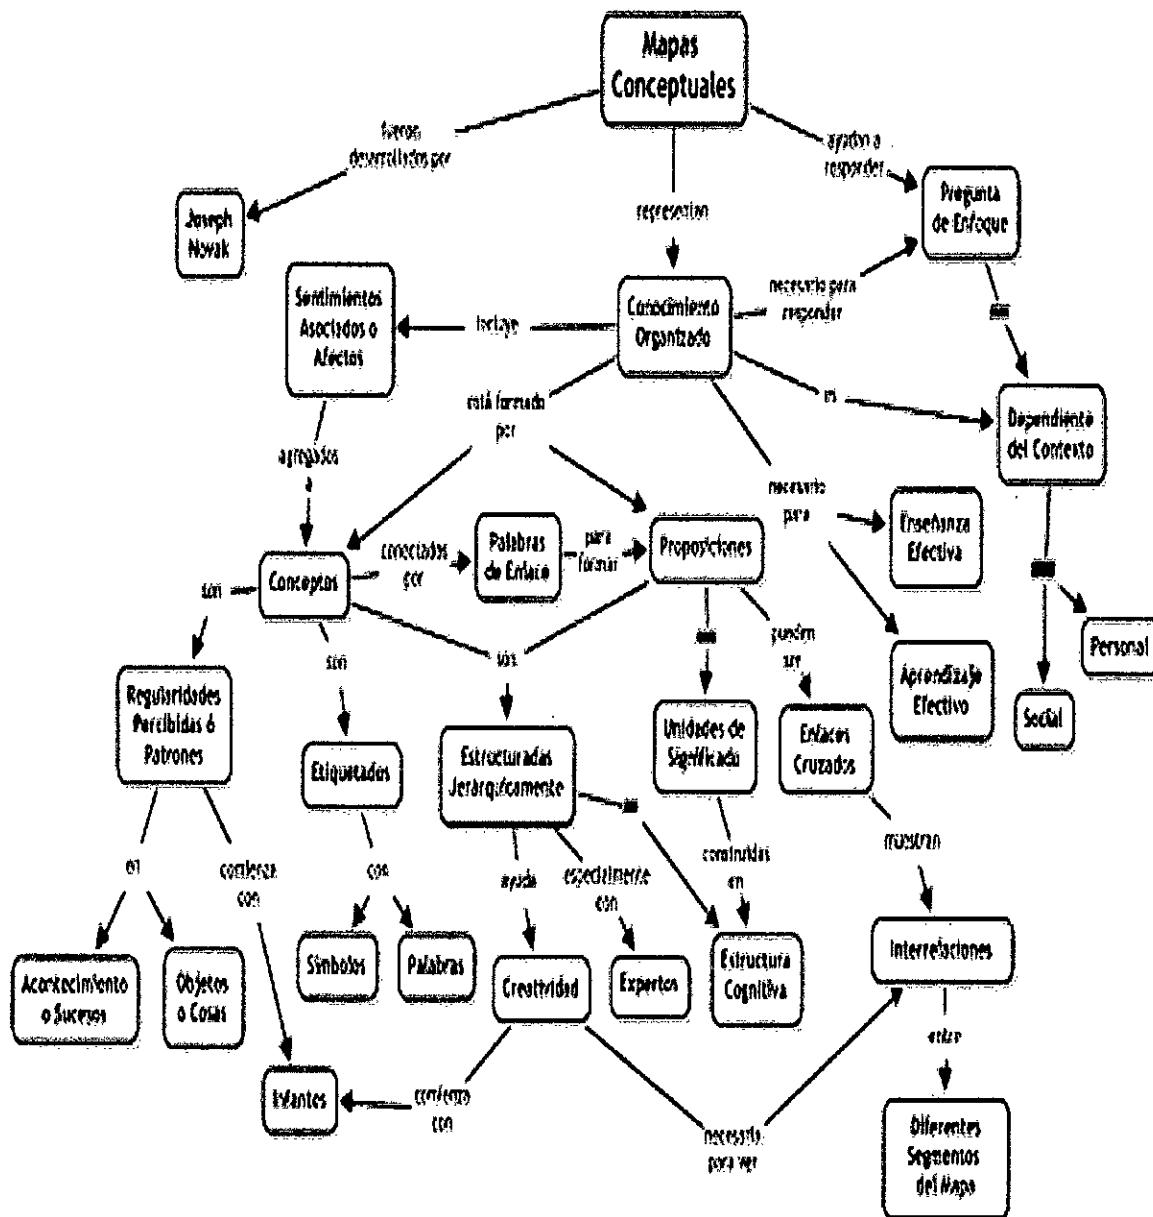 Mapas
Conceptuales
fueron
desarrollados por
ayudan a
responder
Joseph
Novak
representan
Pregunta
de Enfoque
Sentimientos
Asociados o
Afectos
incluye
Conocimiento
Organizado
necesario para
responder
está formado
por
es
Dependiente
del Contexto
agregados
a
necesario
para
Enseñanza
Efectiva
Conceptos
conectados
por
Palabras
de Enlace
para
formar
Proposiciones
son
son
son
pueden
ser
Personal
Aprendizaje
Efectivo
Social
Regularidades
Percibidas ó
Patrones
Etiquetados
Estructuradas
Jerárquicamente
Unidades de
Significado
Enlaces
Cruzados
en
comienza
con
con
ayuda
especialmente
con
construidas
en
muestran
Acontecimiento
o Sucesos
Objetos
o Cosas
Símbolos
Palabras
Creatividad
Expertos
Estructura
Cognitiva
Interrelaciones
entre
Infantes
comienza
con
necesaria
para ver
Diferentes
Segmentos
del Mapa